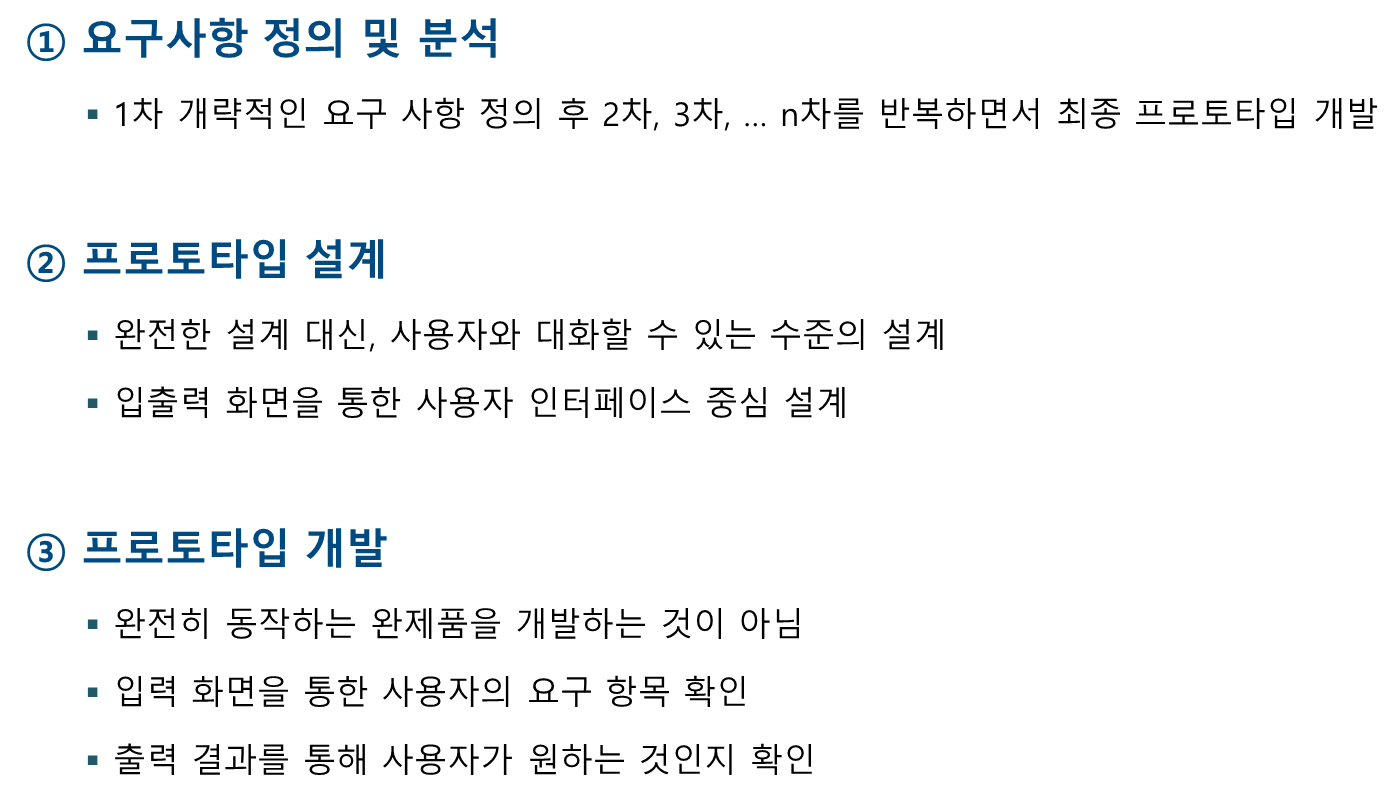 ① 요구사항 정의 및 분석
▪ 1차 개략적인 요구 사항 정의 후 2차, 3차, … n차를 반복하면서 최종 프로토타입 개발
② 프로토타입 설계
▪ 완전한 설계 대신, 사용자와 대화할 수 있는 수준의 설계
▪ 입출력 화면을 통한 사용자 인터페이스 중심 설계
③ 프로토타입 개발
▪ 완전히 동작하는 완제품을 개발하는 것이 아님
▪ 입력 화면을 통한 사용자의 요구 항목 확인
▪ 출력 결과를 통해 사용자가 원하는 것인지 확인